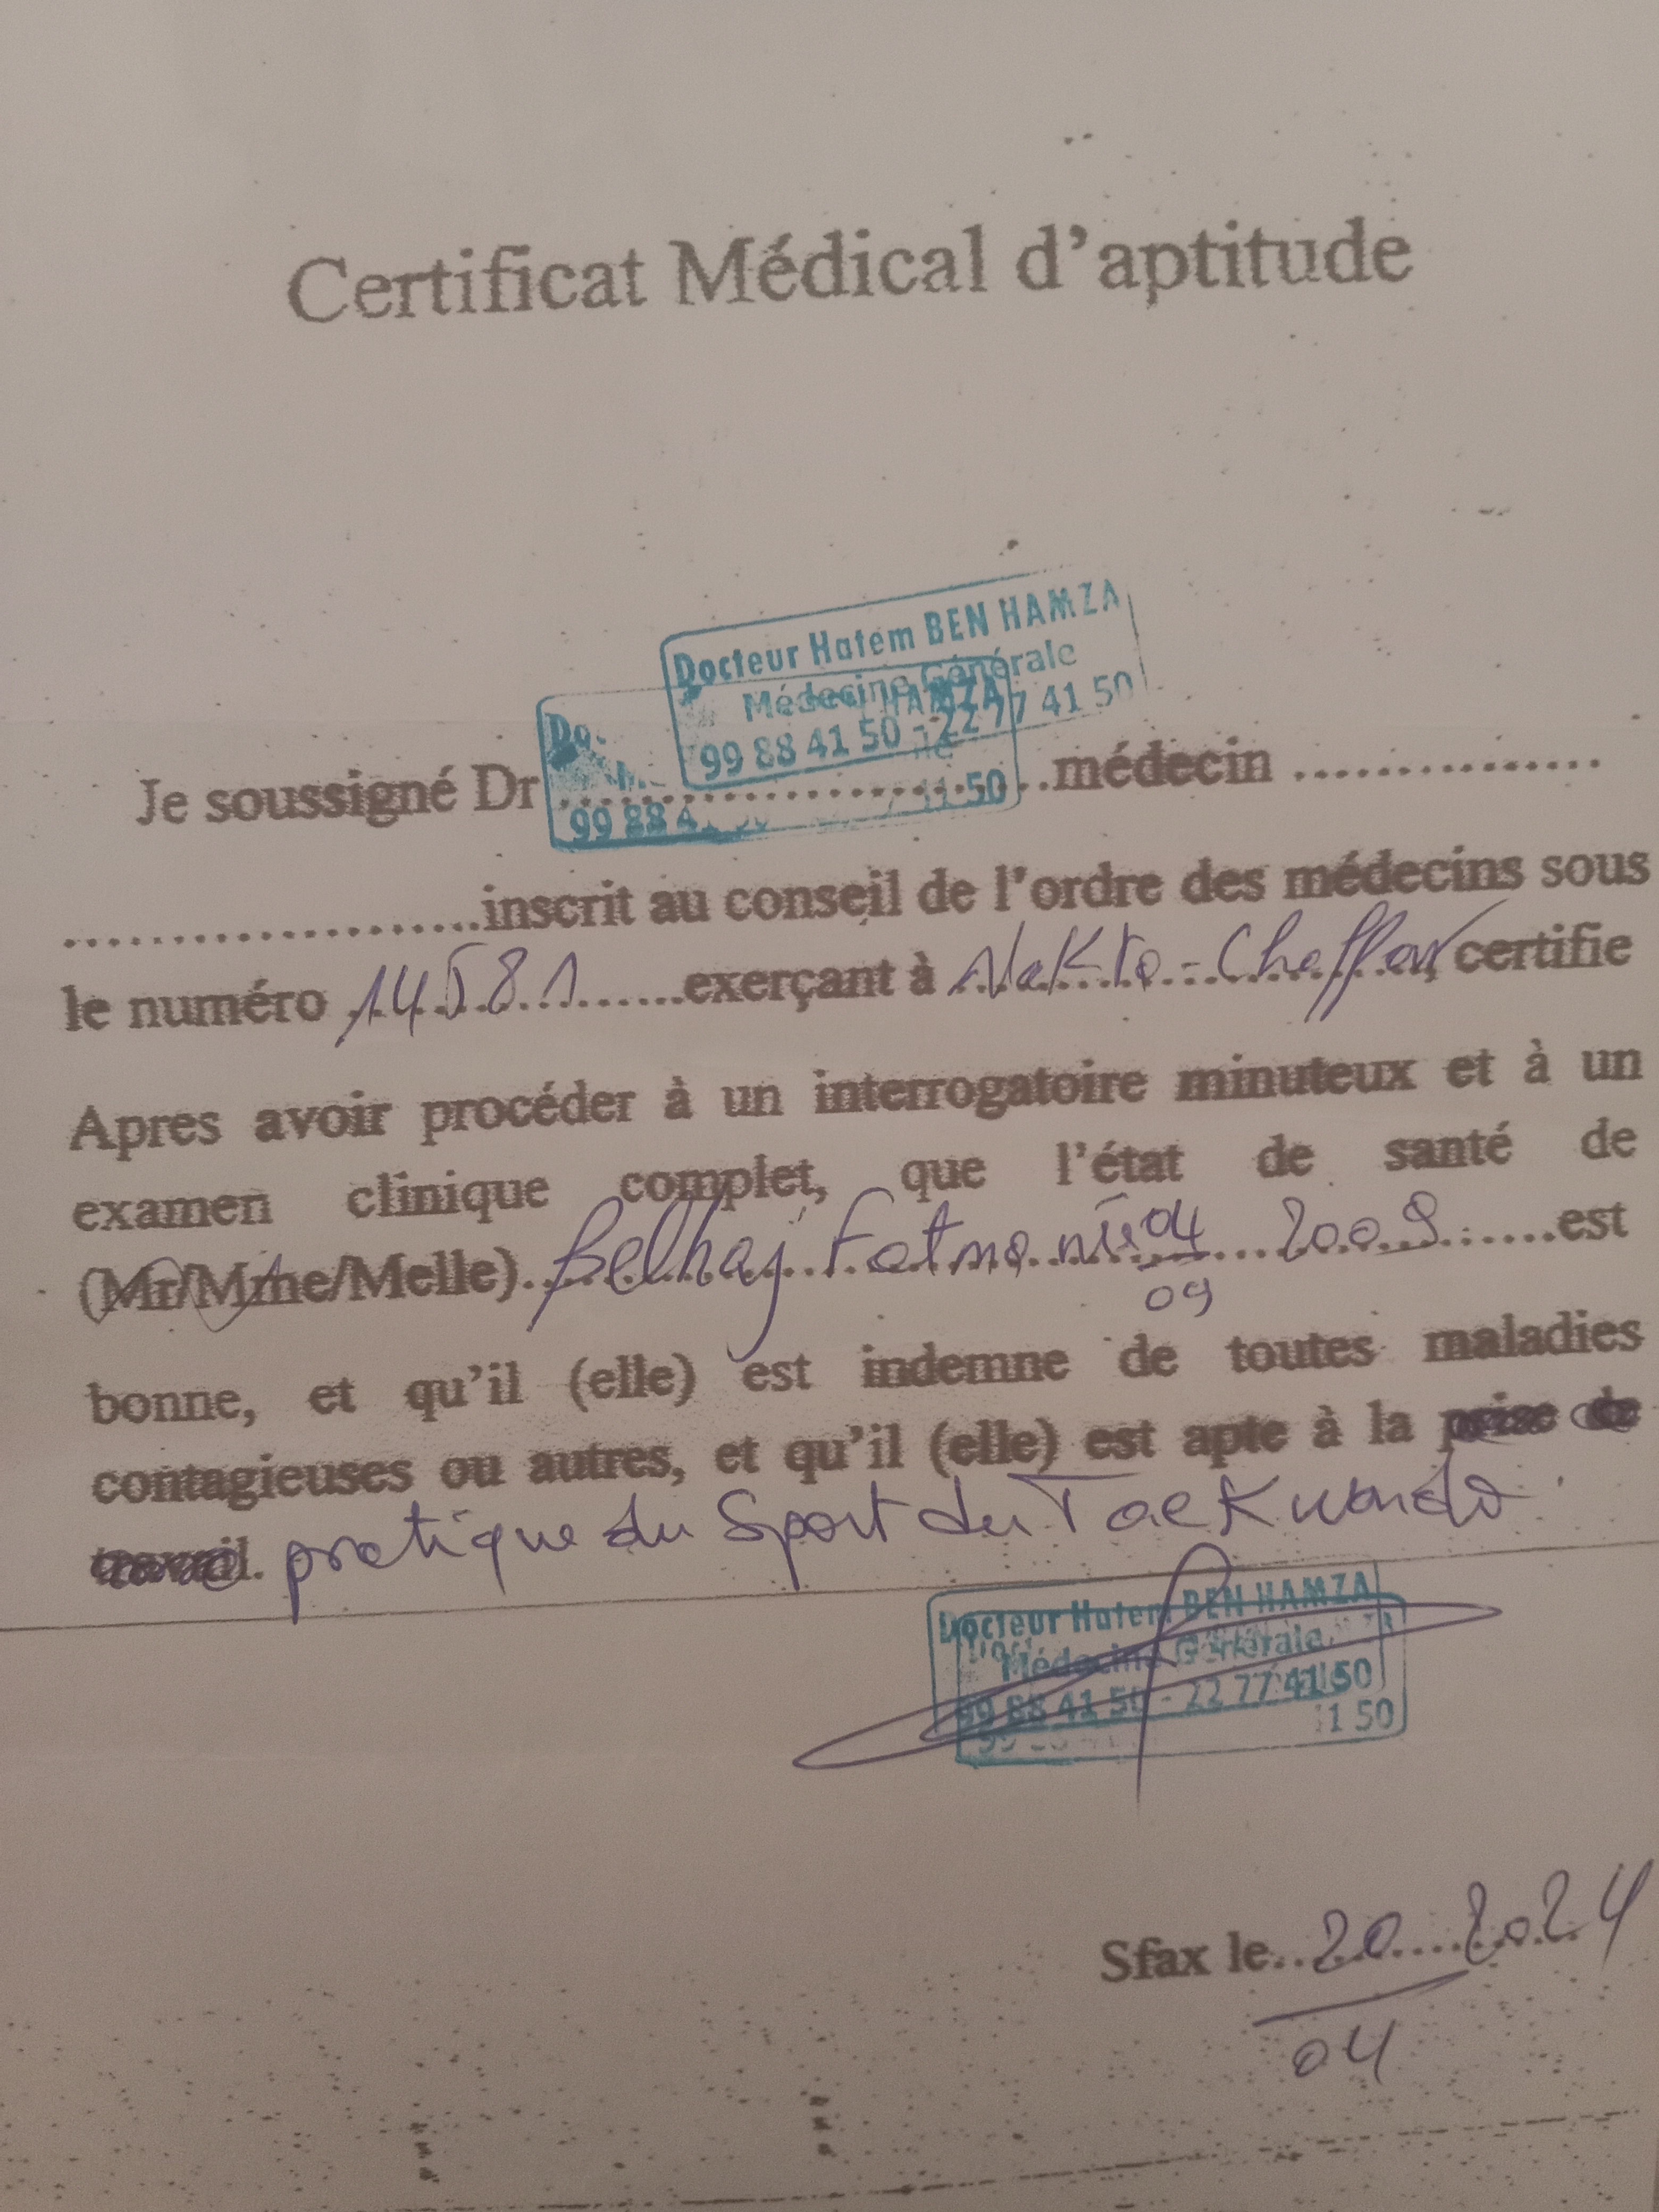 Certificat Médical d'aptitude
Docteur Hatem BEN HAMZA
Médecine Générale
99 88 41 50 - 22 77 41 50
Je soussigné Dr ..........................médecin ...............
.....................inscrit au conseil de l'ordre des médecins sous
le numéro 14581 ......exerçant à Nakta - Cheffar certifie
Apres avoir procéder à un interrogatoire minuteux et à un
examen clinique complet, que l'état de santé de
(Mr/Mme/Melle) Belhaj Fatma née 04/09 2009 ......est
bonne, et qu'il (elle) est indemne de toutes maladies
contagieuses ou autres, et qu'il (elle) est apte à la prise de
travail. pratique du Sport du Taekwondo.
Docteur Hatem BEN HAMZA
Médecine Générale
99 88 41 50 - 22 77 41 50
Sfax le 20 2024
04